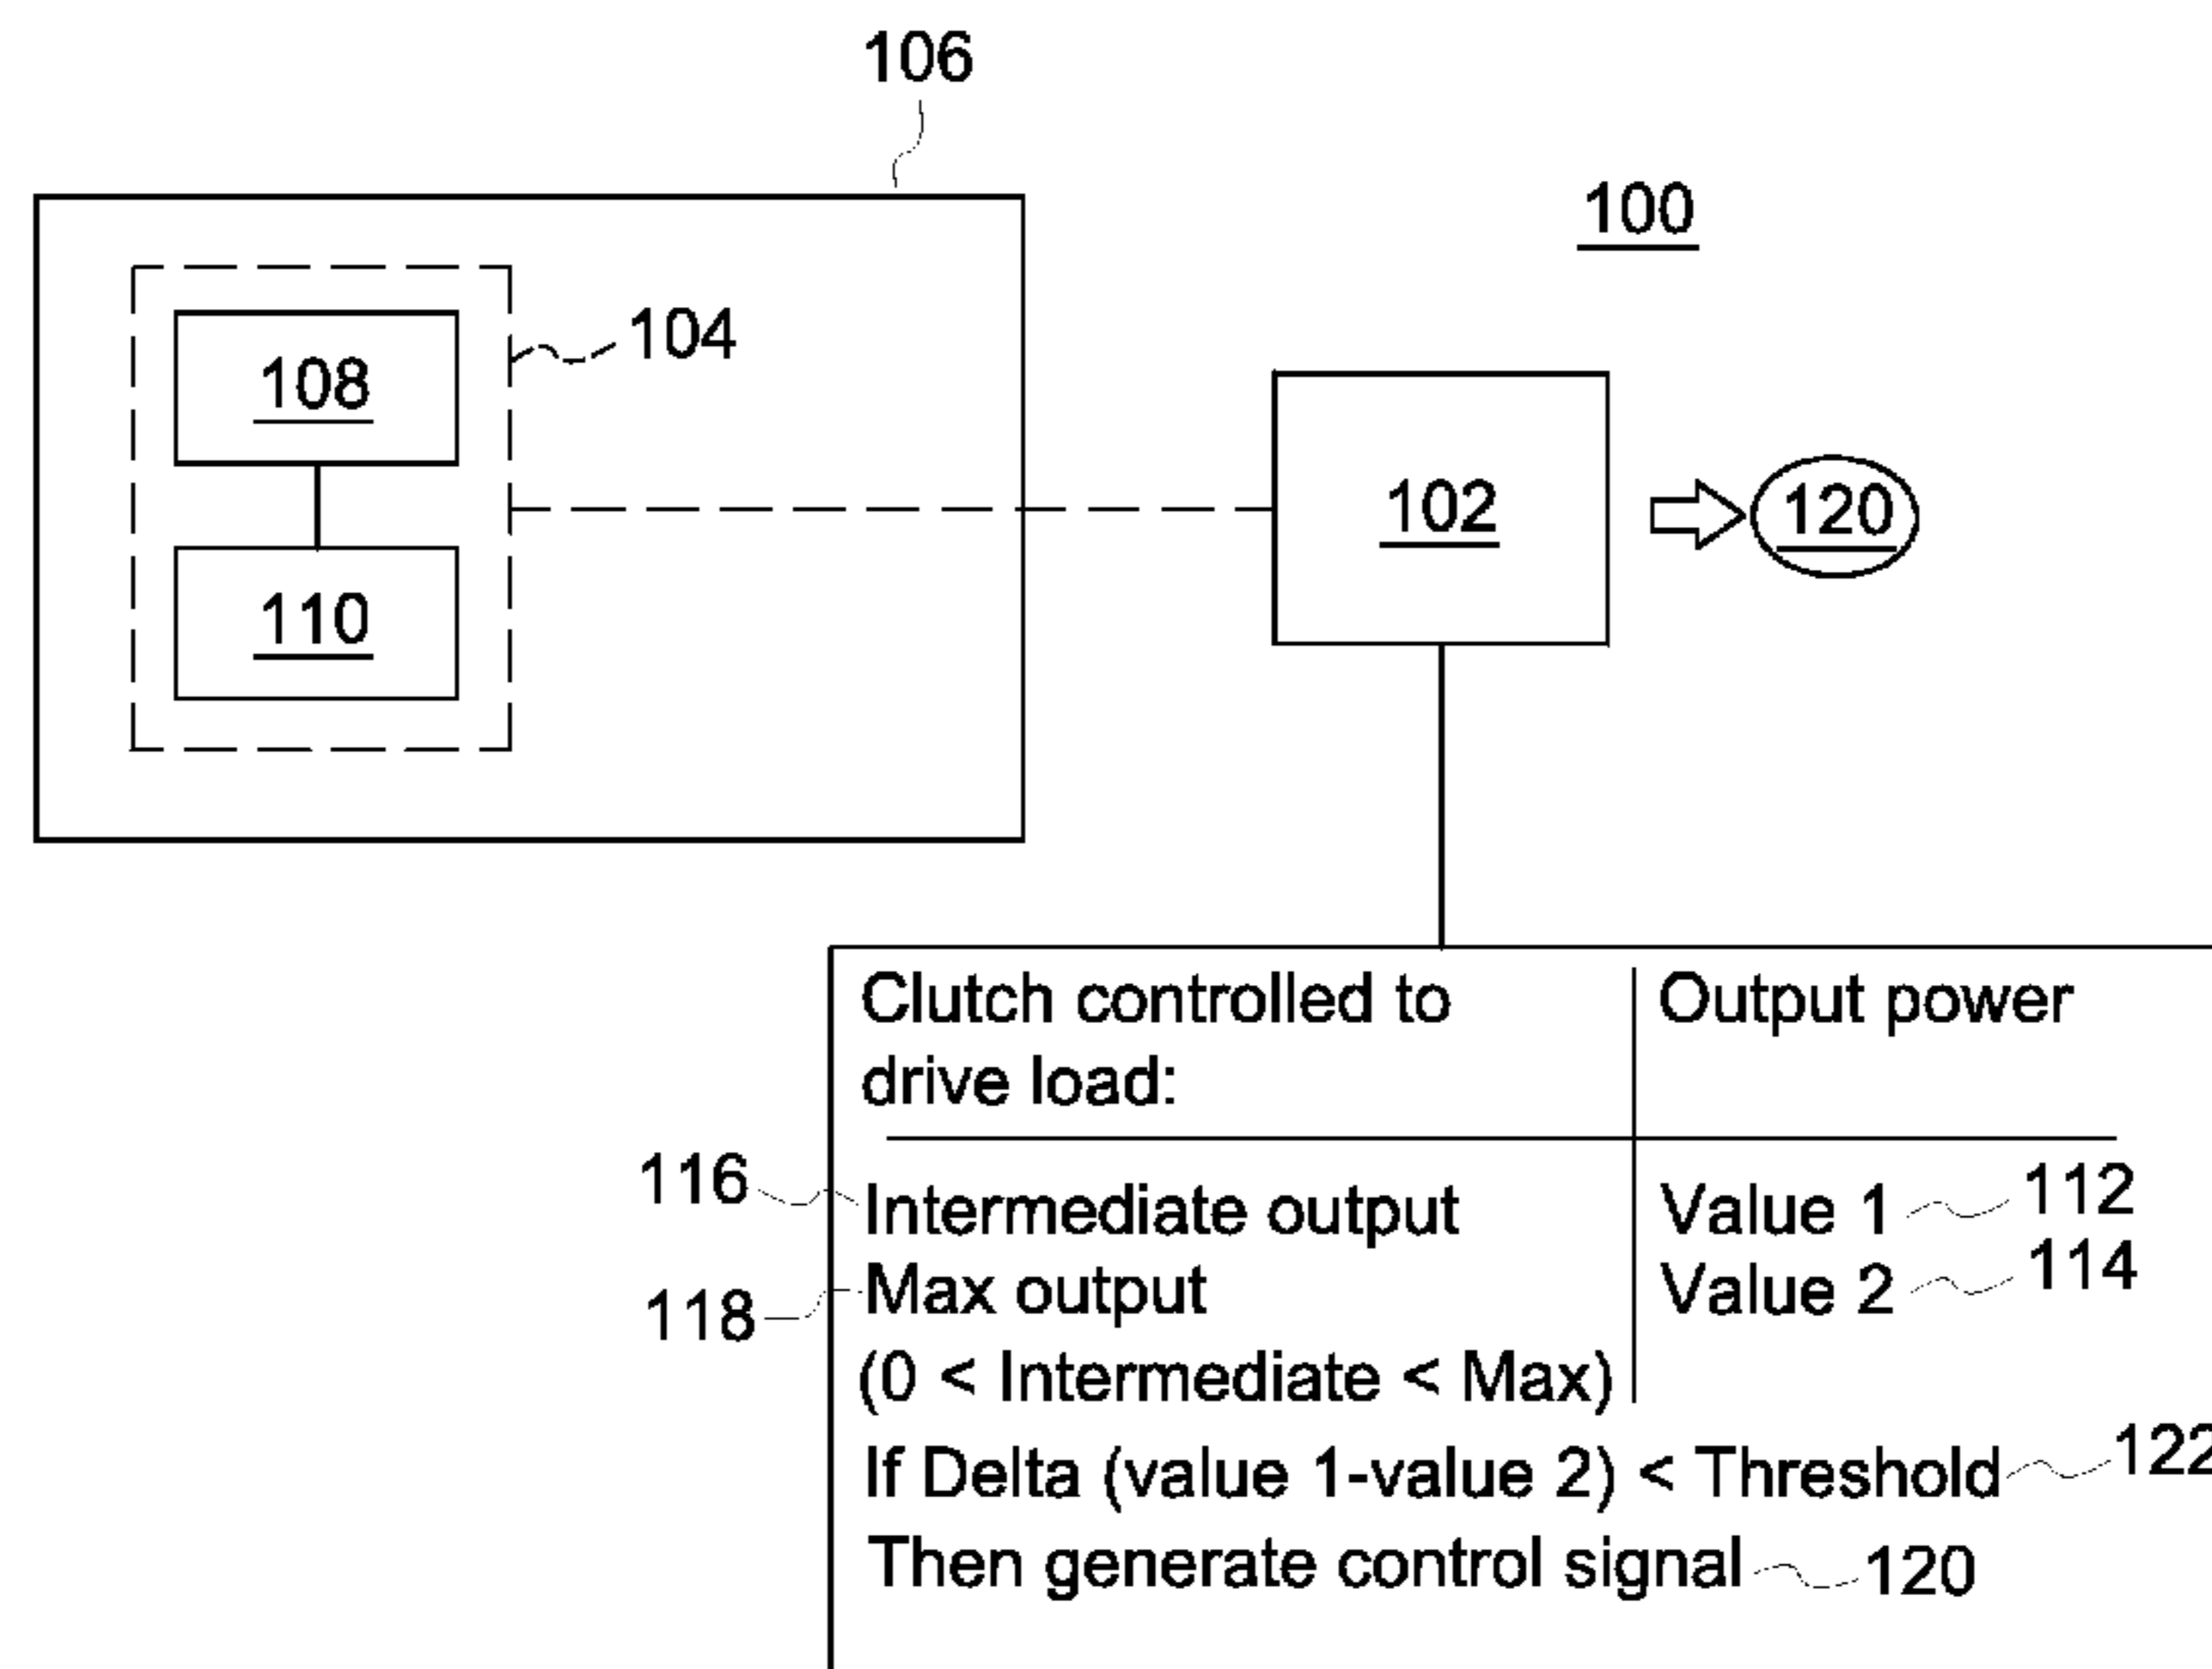 106
100
104
108
102
120
110
Clutch controlled to drive load:
Output power
116
Intermediate output
Value 1
112
118
Max output
Value 2
114
(0 < Intermediate < Max)
If Delta (value 1-value 2) < Threshold
122
Then generate control signal
120